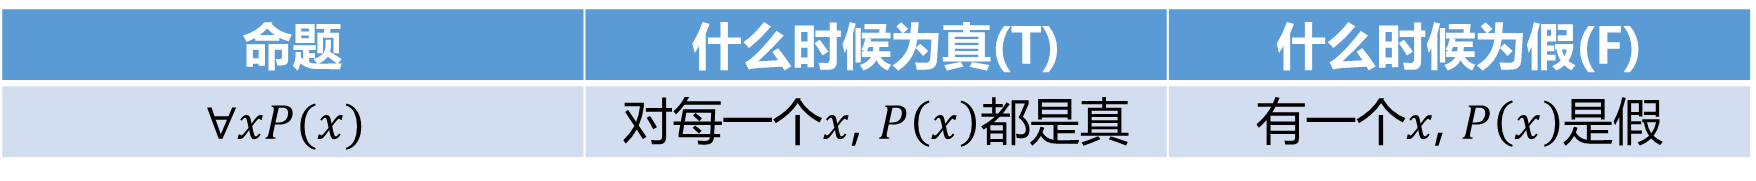 命题 什么时候为真(T) 什么时候为假(F)
∀xP(x) 对每一个x, P(x)都是真 有一个x, P(x)是假